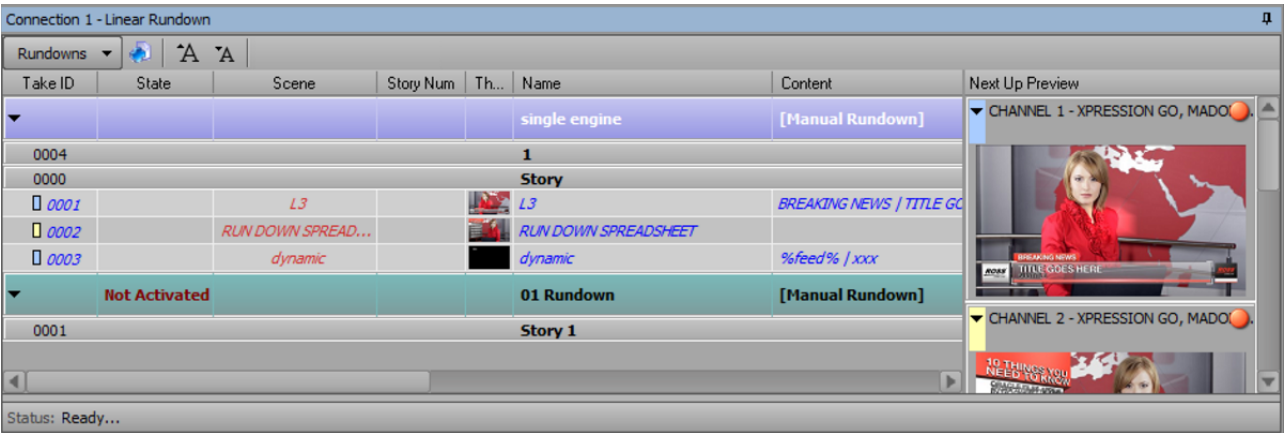 Connection 1 - Linear Rundown
Rundowns
A A
Take ID State Scene Story Num Th... Name Content Next Up Preview
single engine [Manual Rundown]
0004 1
0000 Story
0001 L3 L3 BREAKING NEWS / TITLE GO
0002 RUN DOWN SPREAD... RUN DOWN SPREADSHEET
0003 dynamic dynamic %feed% / xxx
Not Activated 01 Rundown [Manual Rundown]
0001 Story 1
CHANNEL 1 - XPRESSION GO, MADO...
BREAKING NEWS
ROSS TITLE GOES HERE
CHANNEL 2 - XPRESSION GO, MADO...
10 THINGS YOU
NEED TO KNOW
Status: Ready...